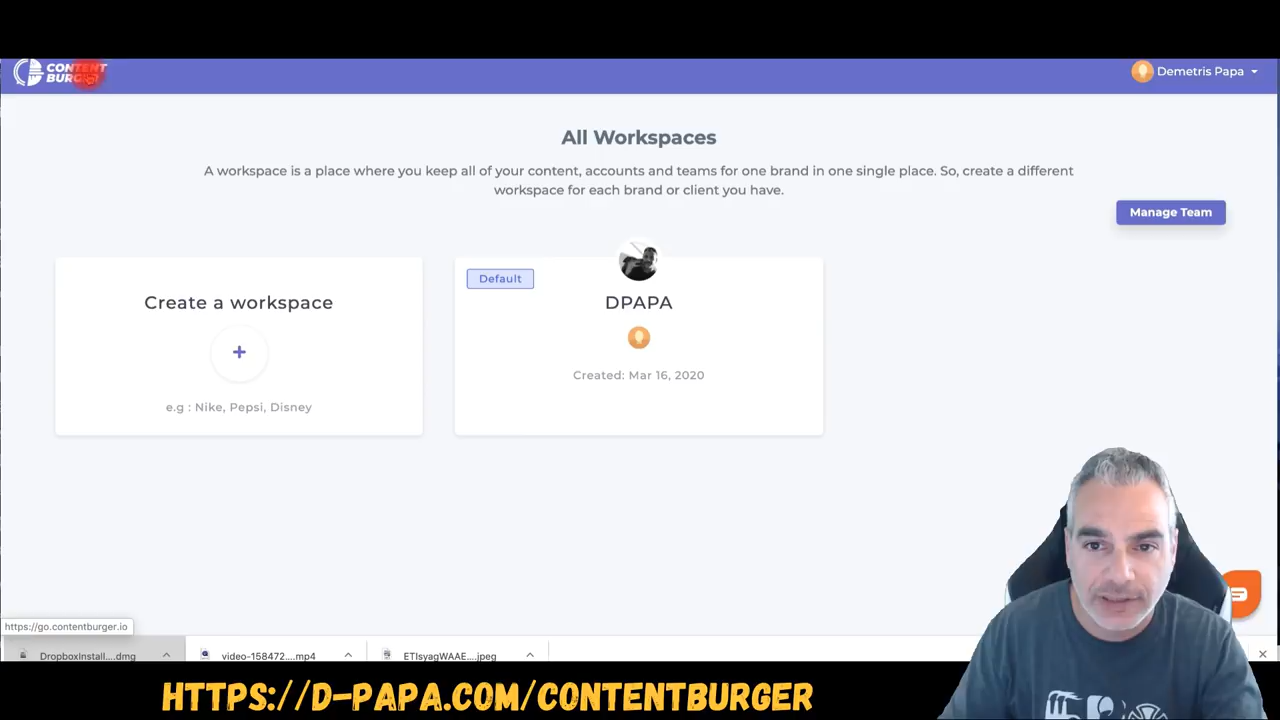 CONTENT
BURGER
Demetris Papa
All Workspaces
A workspace is a place where you keep all of your content, accounts and teams for one brand in one single place. So, create a different
workspace for each brand or client you have.
Manage Team
Create a workspace
+
e.g : Nike, Pepsi, Disney
Default
DPAPA
Created: Mar 16, 2020
https://go.contentburger.io
DropboxInstall....dmg
video-158472....mp4
ETIsyagWAAE....jpeg
HTTPS://D-PAPA.COM/CONTENTBURGER